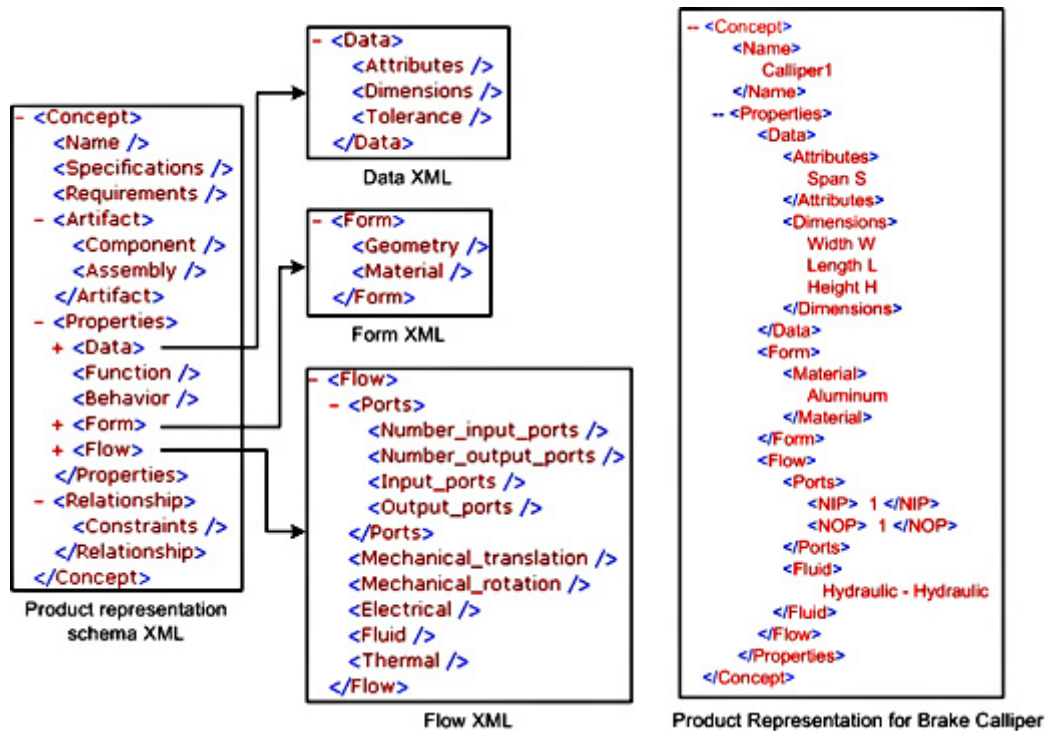 - <Concept>
<Name />
<Specifications />
<Requirements />
- <Artifact>
<Component />
<Assembly />
</Artifact>
- <Properties>
+ <Data>
<Function />
<Behavior />
+ <Form>
+ <Flow>
</Properties>
- <Relationship>
<Constraints />
</Relationship>
</Concept>
Product representation
schema XML
- <Data>
<Attributes />
<Dimensions />
<Tolerance />
</Data>
Data XML
- <Form>
<Geometry />
<Material />
</Form>
Form XML
- <Flow>
- <Ports>
<Number_input_ports />
<Number_output_ports />
<Input_ports />
<Output_ports />
</Ports>
<Mechanical_translation />
<Mechanical_rotation />
<Electrical />
<Fluid />
<Thermal />
</Flow>
Flow XML
-- <Concept>
<Name>
Calliper1
</Name>
-- <Properties>
<Data>
<Attributes>
Span S
</Attributes>
<Dimensions>
Width W
Length L
Height H
</Dimensions>
</Data>
<Form>
<Material>
Aluminum
</Material>
</Form>
<Flow>
<Ports>
<NIP> 1 </NIP>
<NOP> 1 </NOP>
</Ports>
<Fluid>
Hydraulic - Hydraulic
</Fluid>
</Flow>
</Properties>
</Concept>
Product Representation for Brake Calliper